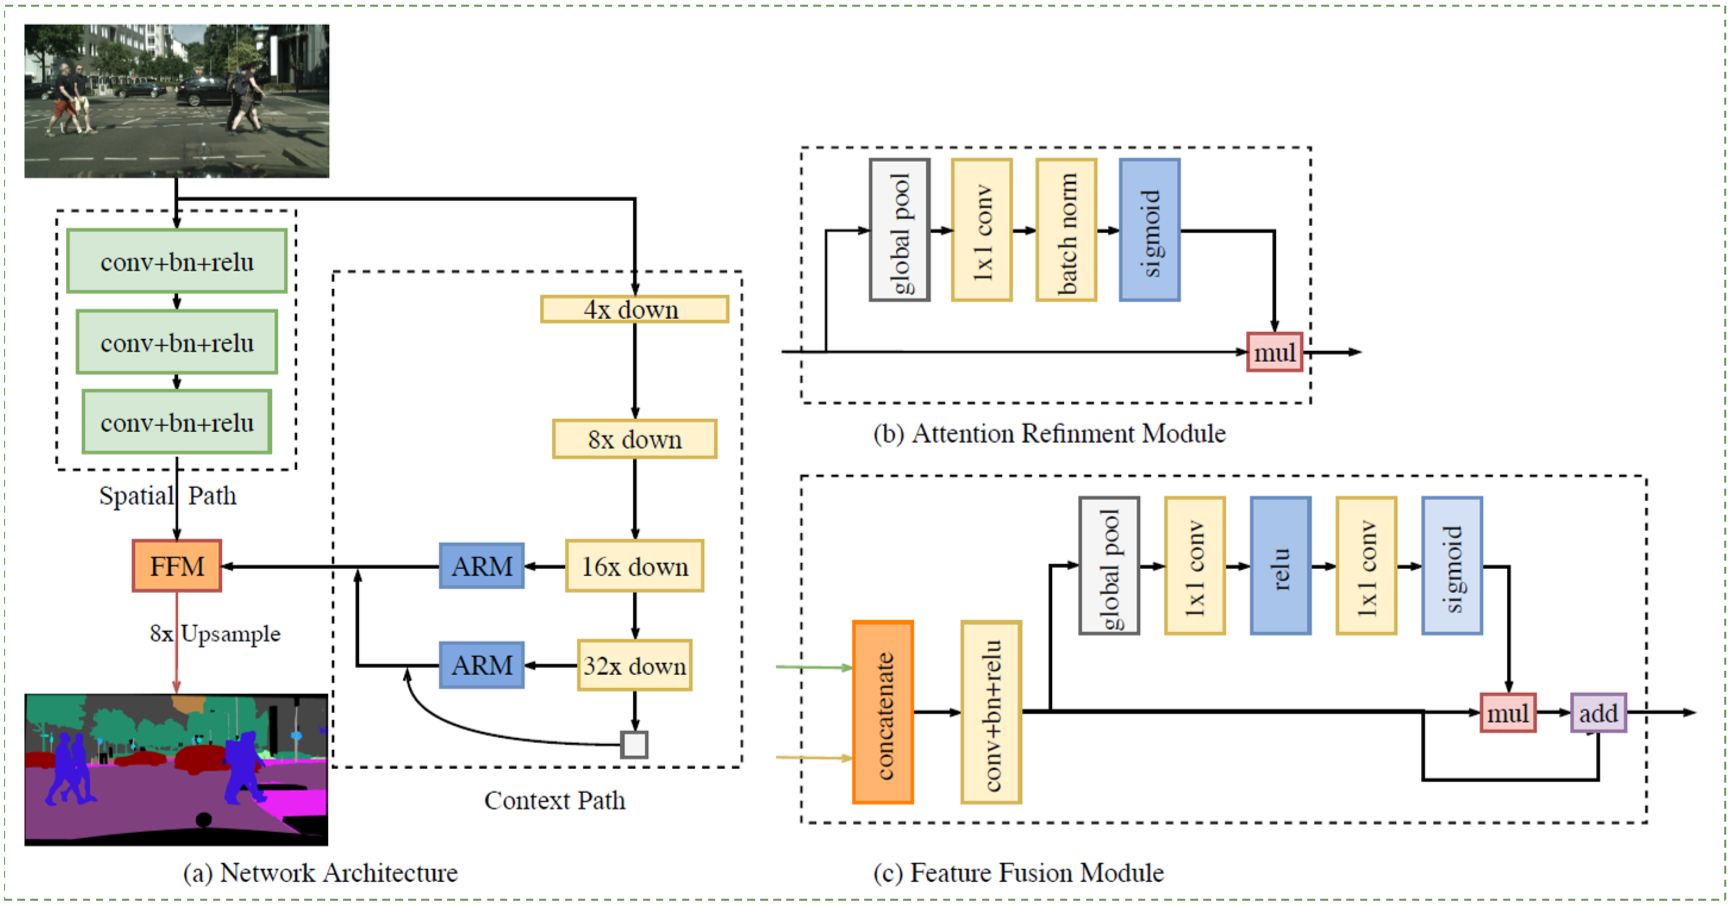 conv+bn+relu
conv+bn+relu
conv+bn+relu
Spatial Path
FFM
8x Upsample
4x down
8x down
ARM
16x down
ARM
32x down
Context Path
(a) Network Architecture
global pool
1x1 conv
batch norm
sigmoid
mul
(b) Attention Refinment Module
global pool
1x1 conv
relu
1x1 conv
sigmoid
concatenate
conv+bn+relu
mul
add
(c) Feature Fusion Module